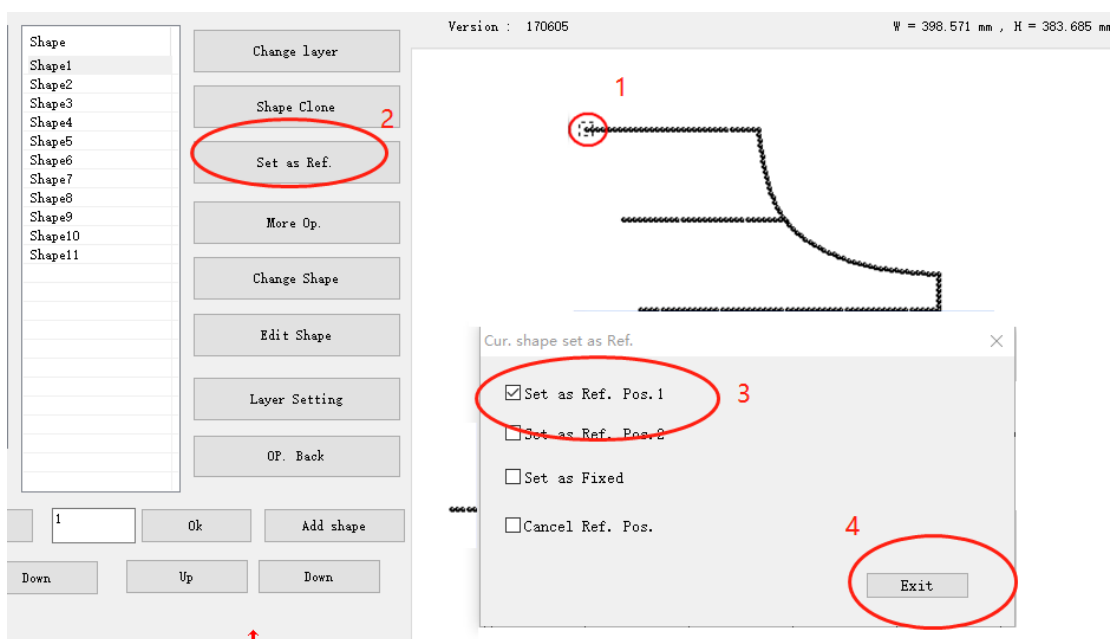 Version : 170605
W = 398.571 mm , H = 383.685 mm
Shape
Shape1
Shape2
Shape3
Shape4
Shape5
Shape6
Shape7
Shape8
Shape9
Shape10
Shape11
Change layer
Shape Clone
2
Set as Ref.
More Op.
Change Shape
Edit Shape
Layer Setting
OP. Back
1
Ok
Add shape
Down
Up
Down
1
Cur. shape set as Ref.
Set as Ref. Pos.1
3
Set as Ref. Pos.2
Set as Fixed
Cancel Ref. Pos.
4
Exit